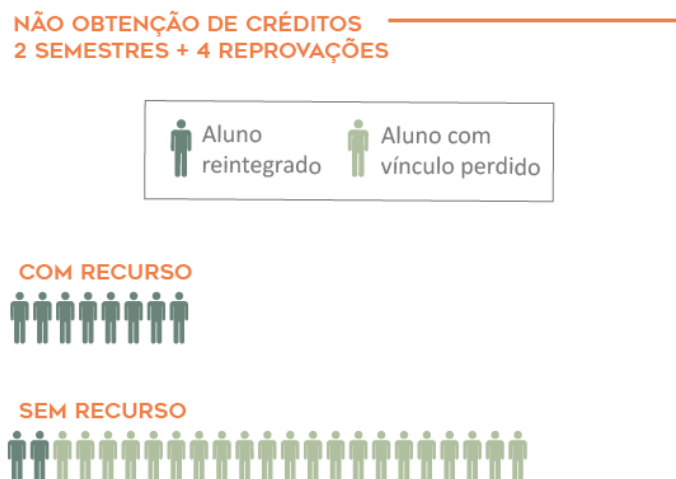 NÃO OBTENÇÃO DE CRÉDITOS
2 SEMESTRES + 4 REPROVAÇÕES
Aluno
reintegrado
Aluno com
vínculo perdido
COM RECURSO
SEM RECURSO